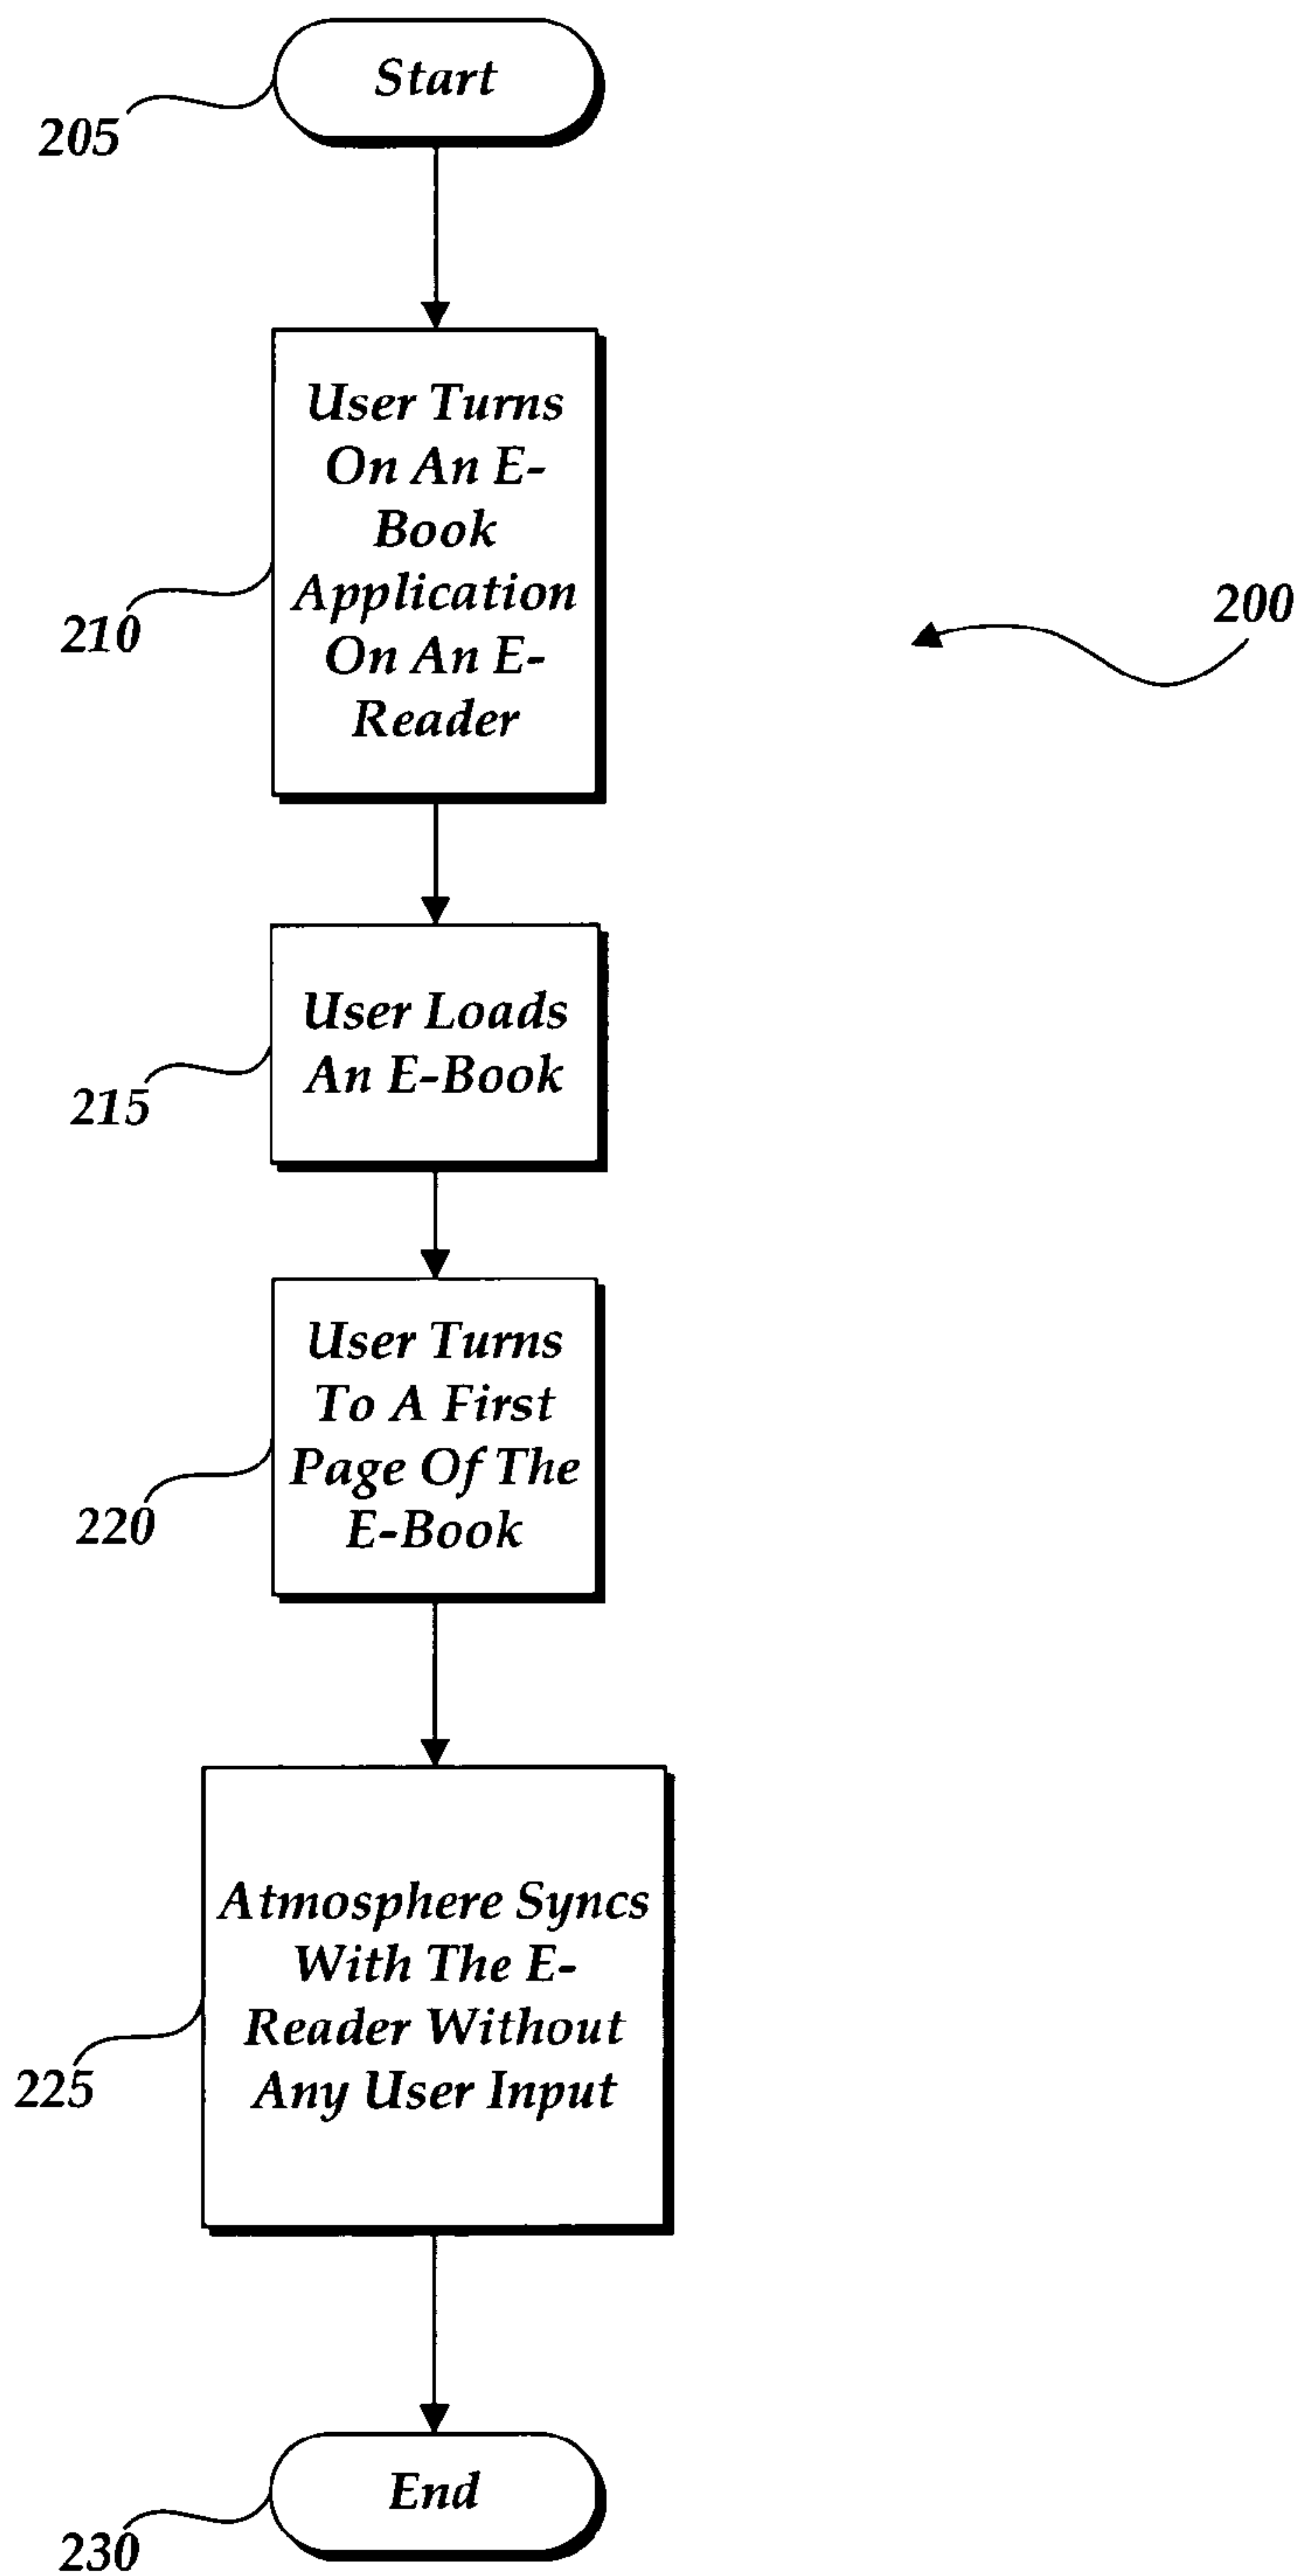 Start
205
User Turns
On An E-
Book
Application
On An E-
Reader
210
200
User Loads
An E-Book
215
User Turns
To A First
Page Of The
E-Book
220
Atmosphere Syncs
With The E-
Reader Without
Any User Input
225
End
230